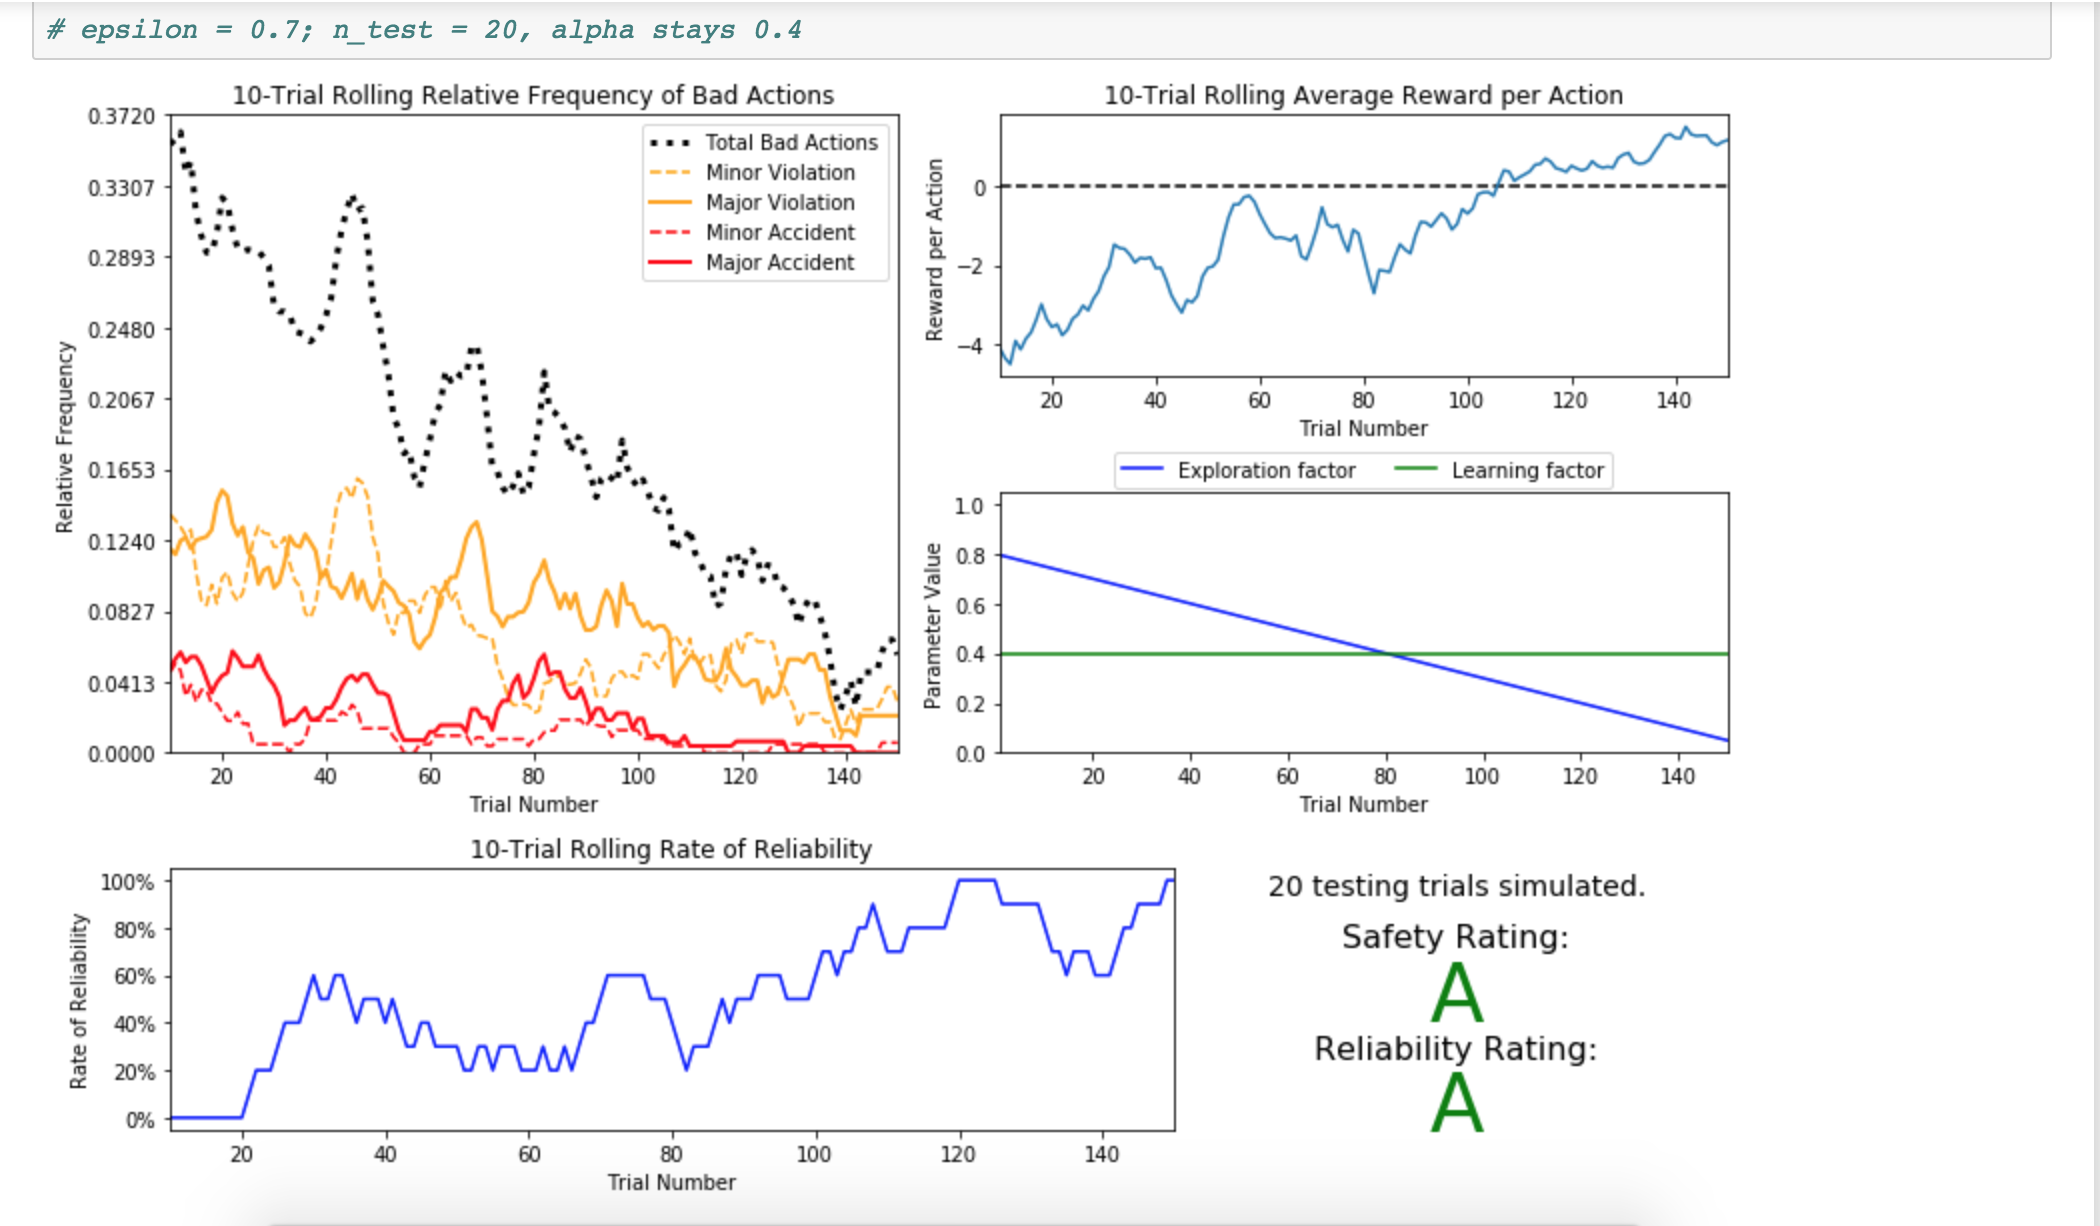 # epsilon = 0.7; n_test = 20, alpha stays 0.4
10-Trial Rolling Relative Frequency of Bad Actions
0.3720
0.3307
0.2893
0.2480
0.2067
0.1653
0.1240
0.0827
0.0413
0.0000
Relative Frequency
Total Bad Actions
Minor Violation
Major Violation
Minor Accident
Major Accident
20 40 60 80 100 120 140
Trial Number
10-Trial Rolling Average Reward per Action
0
−2
−4
Reward per Action
20 40 60 80 100 120 140
Trial Number
Exploration factor Learning factor
1.0
0.8
0.6
0.4
0.2
0.0
Parameter Value
20 40 60 80 100 120 140
Trial Number
10-Trial Rolling Rate of Reliability
100%
80%
60%
40%
20%
0%
Rate of Reliability
20 40 60 80 100 120 140
Trial Number
20 testing trials simulated.
Safety Rating:
A
Reliability Rating:
A